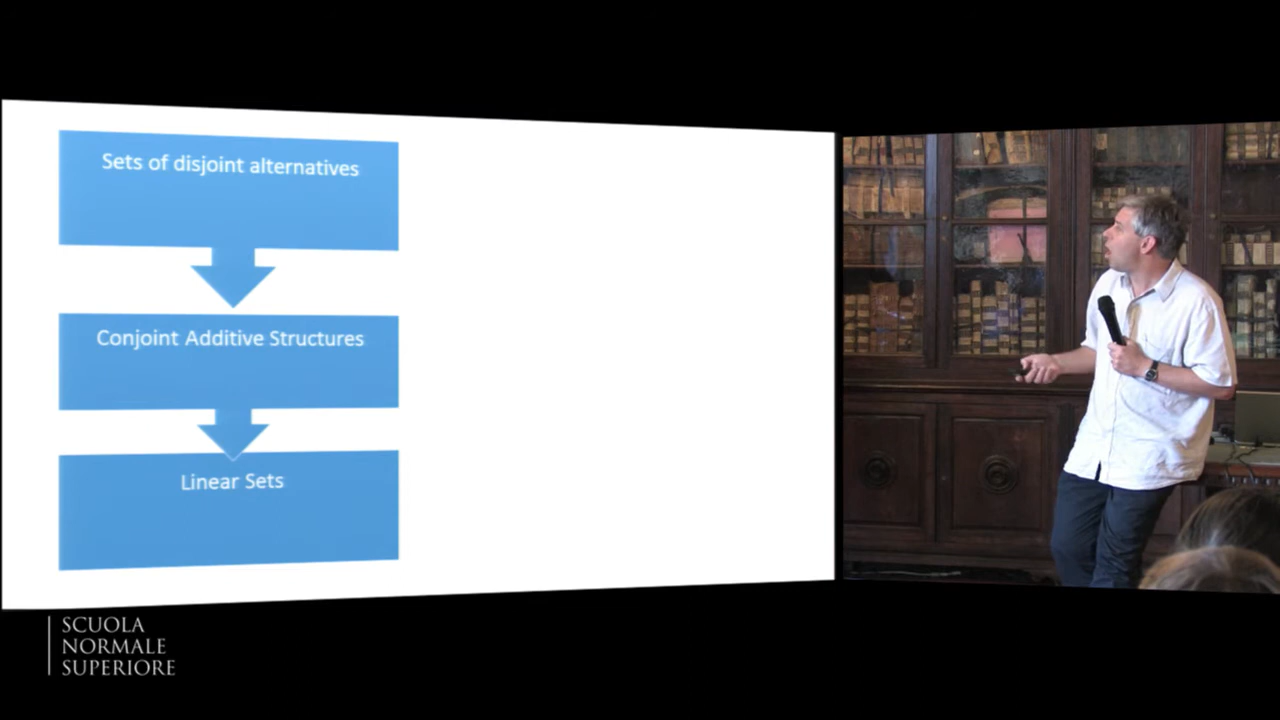 Sets of disjoint alternatives
Conjoint Additive Structures
Linear Sets
SCUOLA
NORMALE
SUPERIORE